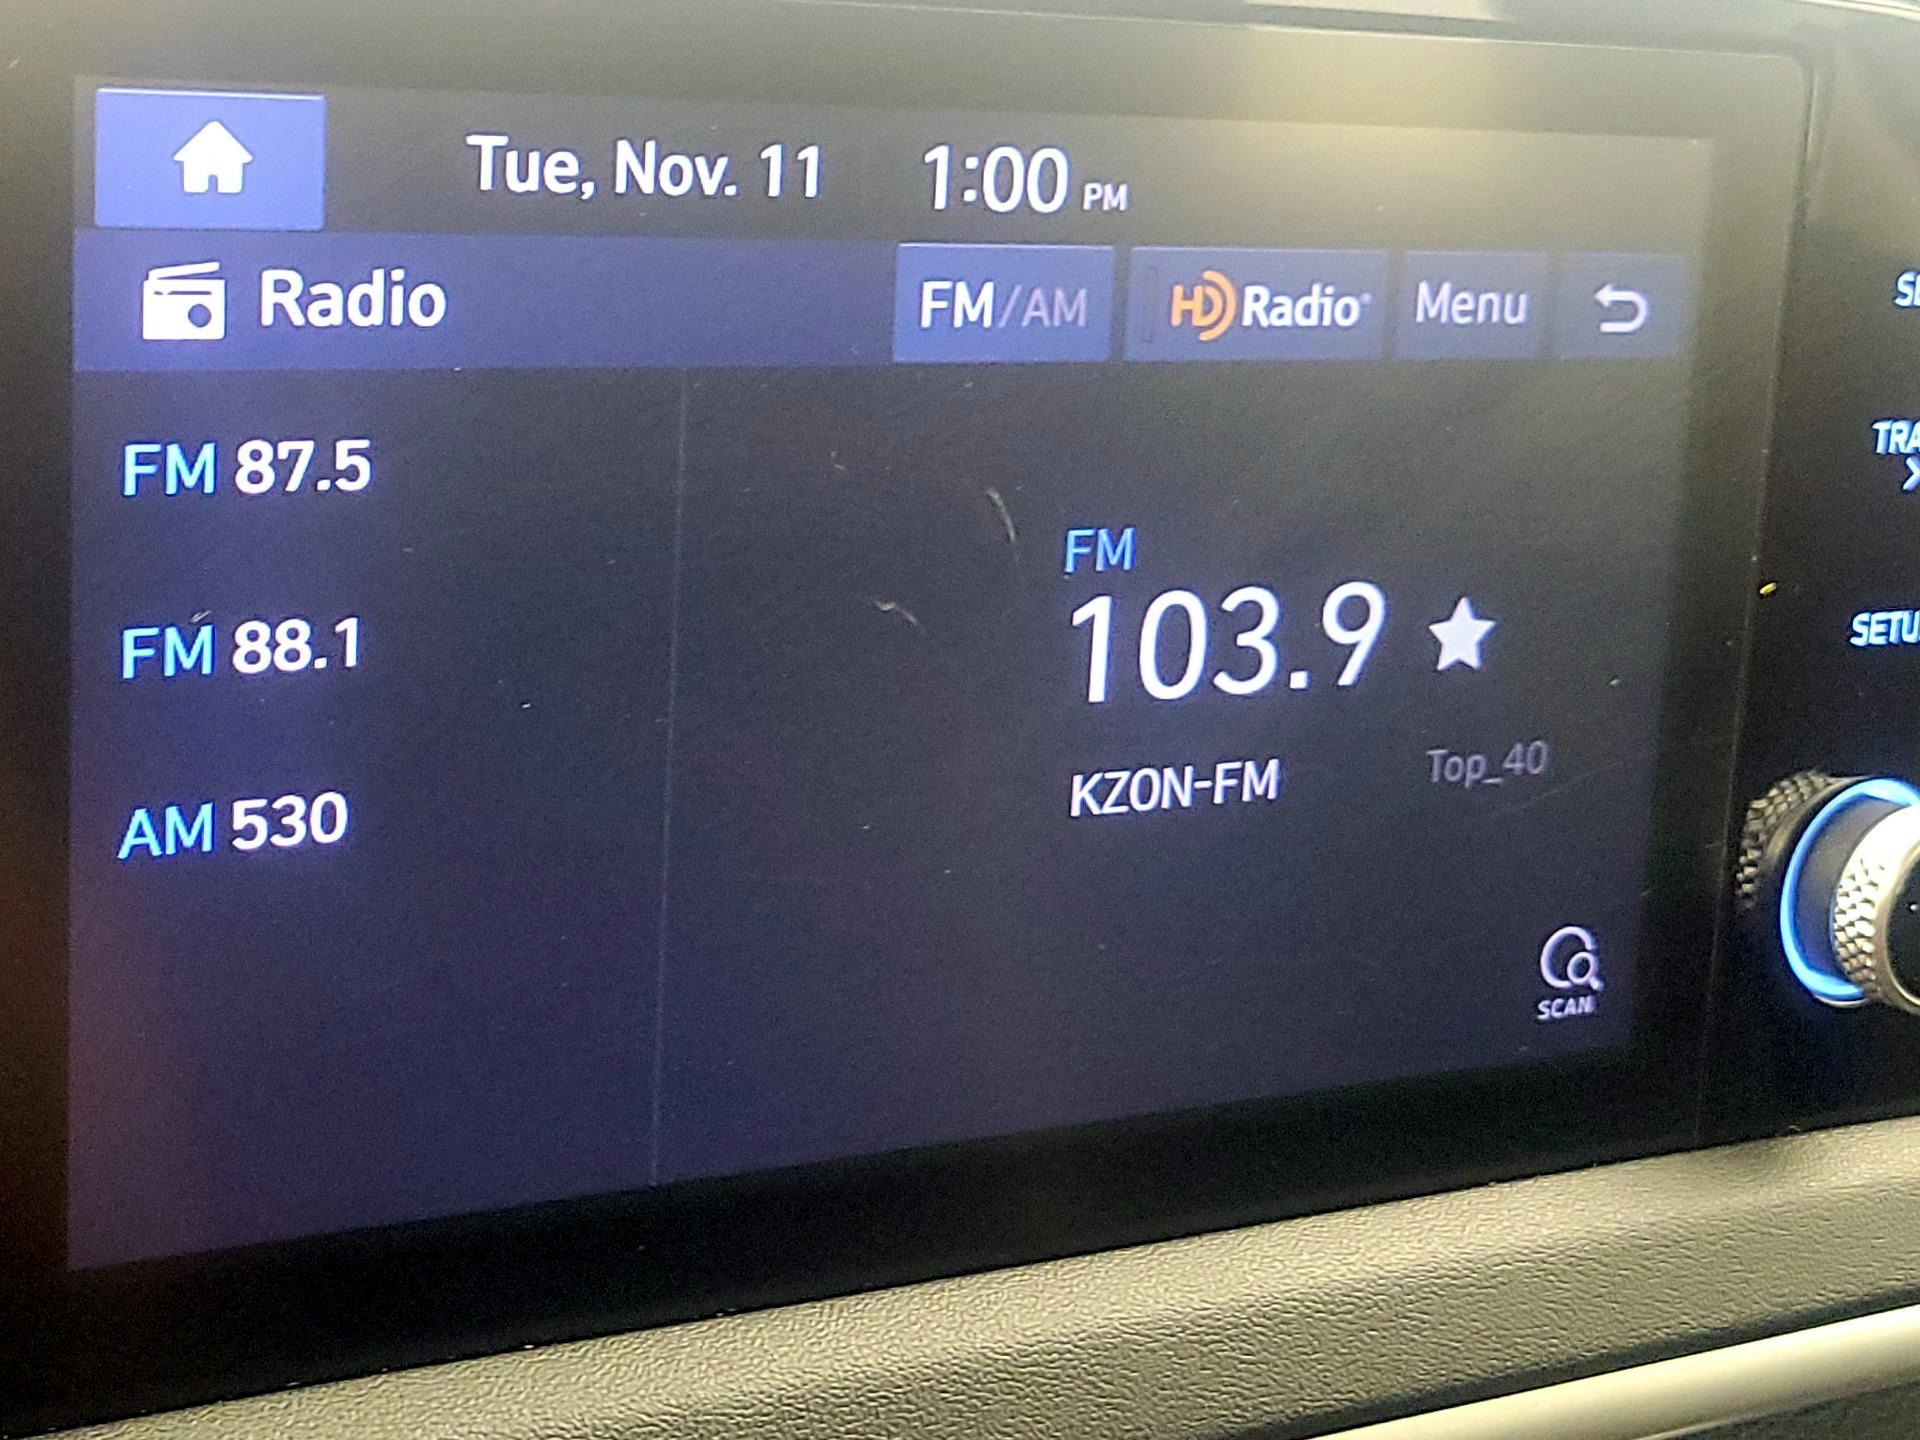 Tue, Nov. 11 1:00 PM
Radio FM/AM HD Radio® Menu
FM 87.5
FM 88.1
AM 530
FM
103.9
KZON-FM Top_40
SCAN